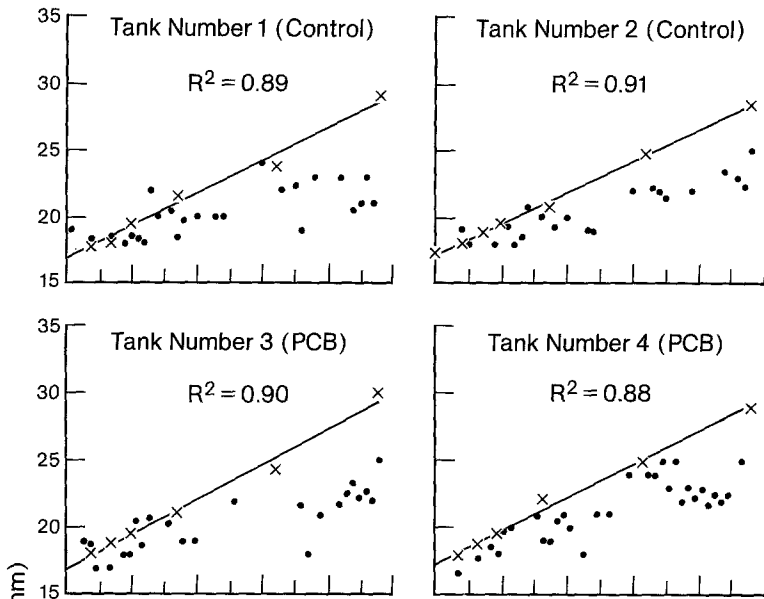 Tank Number 1 (Control)
R² = 0.89
35
30
25
20
15
Tank Number 2 (Control)
R² = 0.91
Tank Number 3 (PCB)
R² = 0.90
35
30
25
20
15
Tank Number 4 (PCB)
R² = 0.88